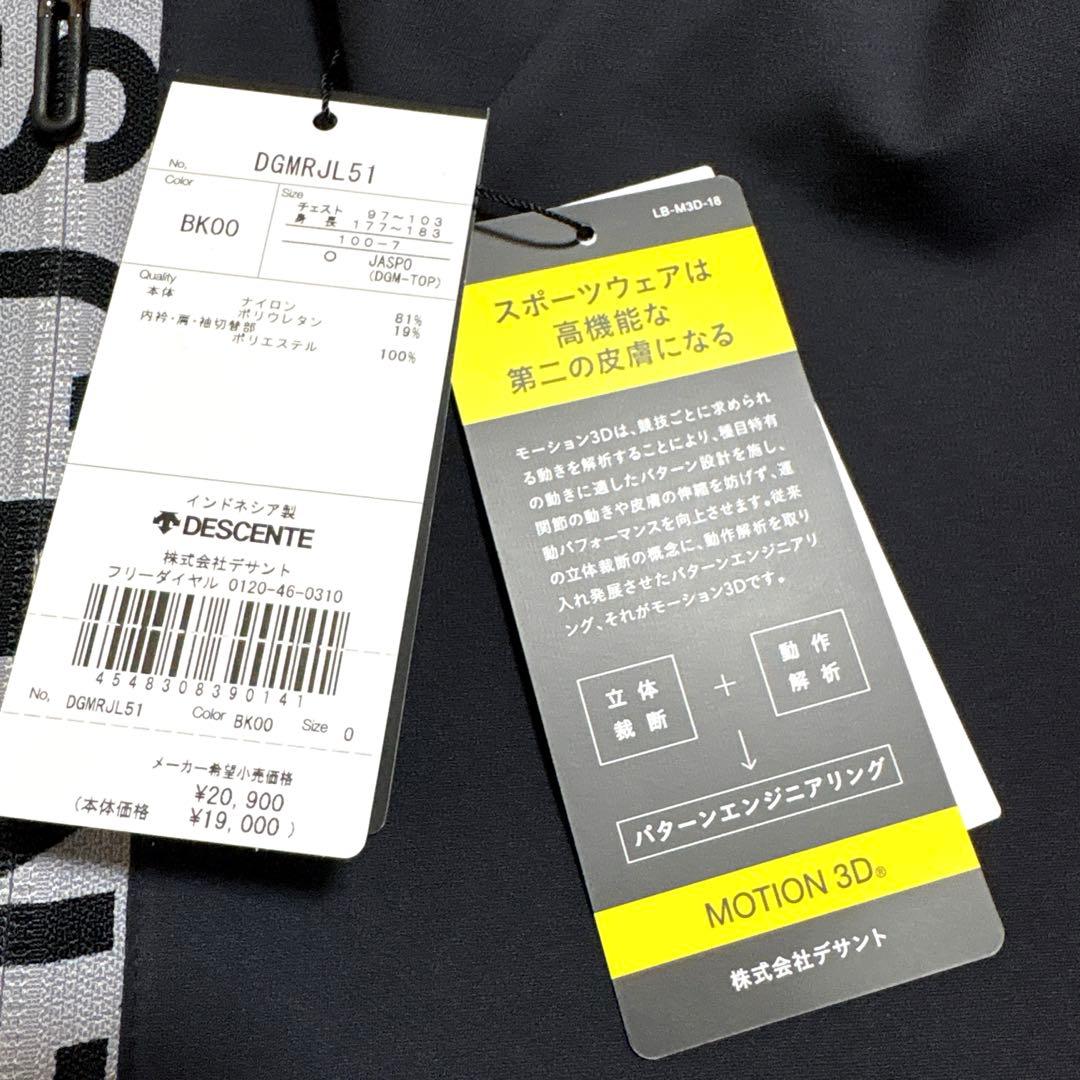 No. DGMRJL51
Color
BK00
Size
チェスト 97~103
身長 177~183
100-7
O JASPO
(DGM-TOP)
Quality
本体
ナイロン 81%
ポリウレタン 19%
内衿・肩・袖切替部
ポリエステル 100%
インドネシア製
DESCENTE
株式会社デサント
フリーダイヤル 0120-46-0310
4548308390141
No. DGMRJL51 Color BK00 Size O
メーカー希望小売価格
¥20,900
(本体価格 ¥19,000)
LB-M3D-18
スポーツウェアは
高機能な
第二の皮膚になる
モーション3Dは、競技ごとに求められ
る動きを解析することにより、種目特有
の動きに適したパターン設計を施し、
関節の動きや皮膚の伸縮を妨げず、運
動パフォーマンスを向上させます。従来
の立体裁断の概念に、動作解析を取り
入れ発展させたパターンエンジニアリ
ング、それがモーション3Dです。
立体
裁断
+
動作
解析
↓
パターンエンジニアリング
MOTION 3D®
株式会社デサント